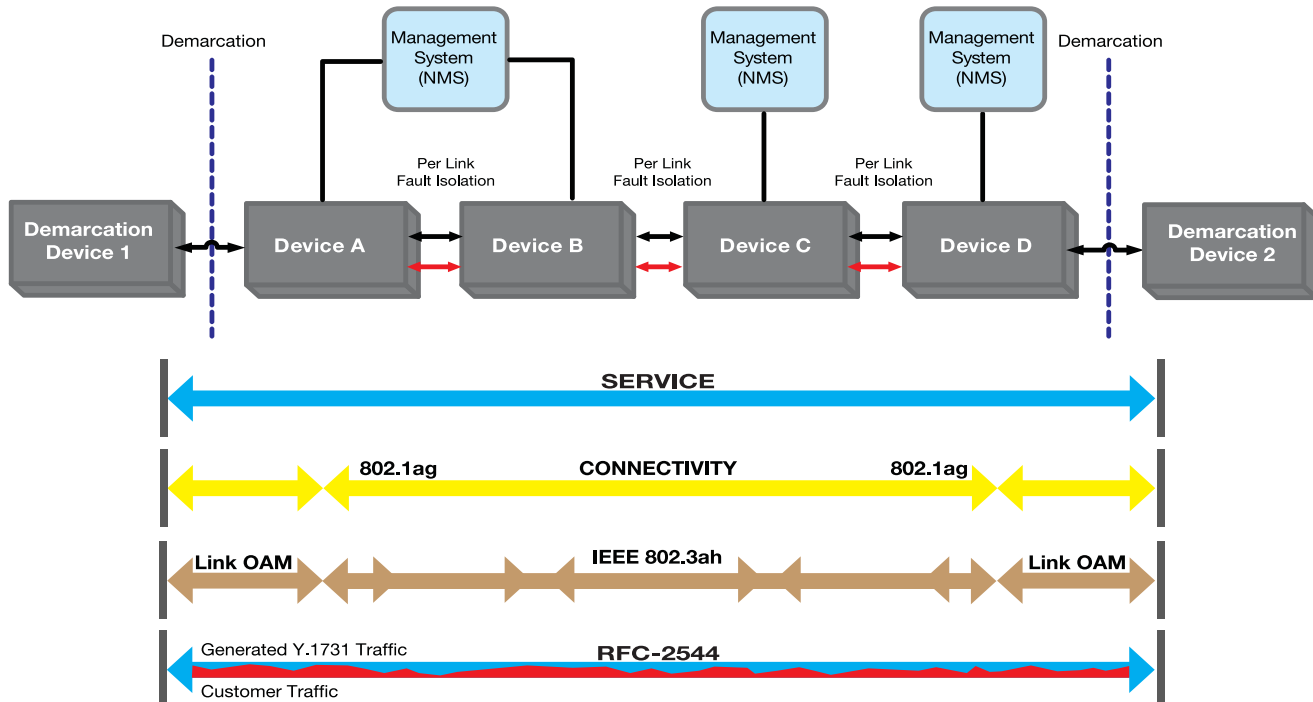 Demarcation
Management
System
(NMS)
Management
System
(NMS)
Management
System
(NMS)
Demarcation
Per Link
Fault Isolation
Per Link
Fault Isolation
Per Link
Fault Isolation
Demarcation
Device 1
Device A
Device B
Device C
Device D
Demarcation
Device 2
SERVICE
802.1ag
CONNECTIVITY
802.1ag
Link OAM
IEEE 802.3ah
Link OAM
Generated Y.1731 Traffic
RFC-2544
Customer Traffic